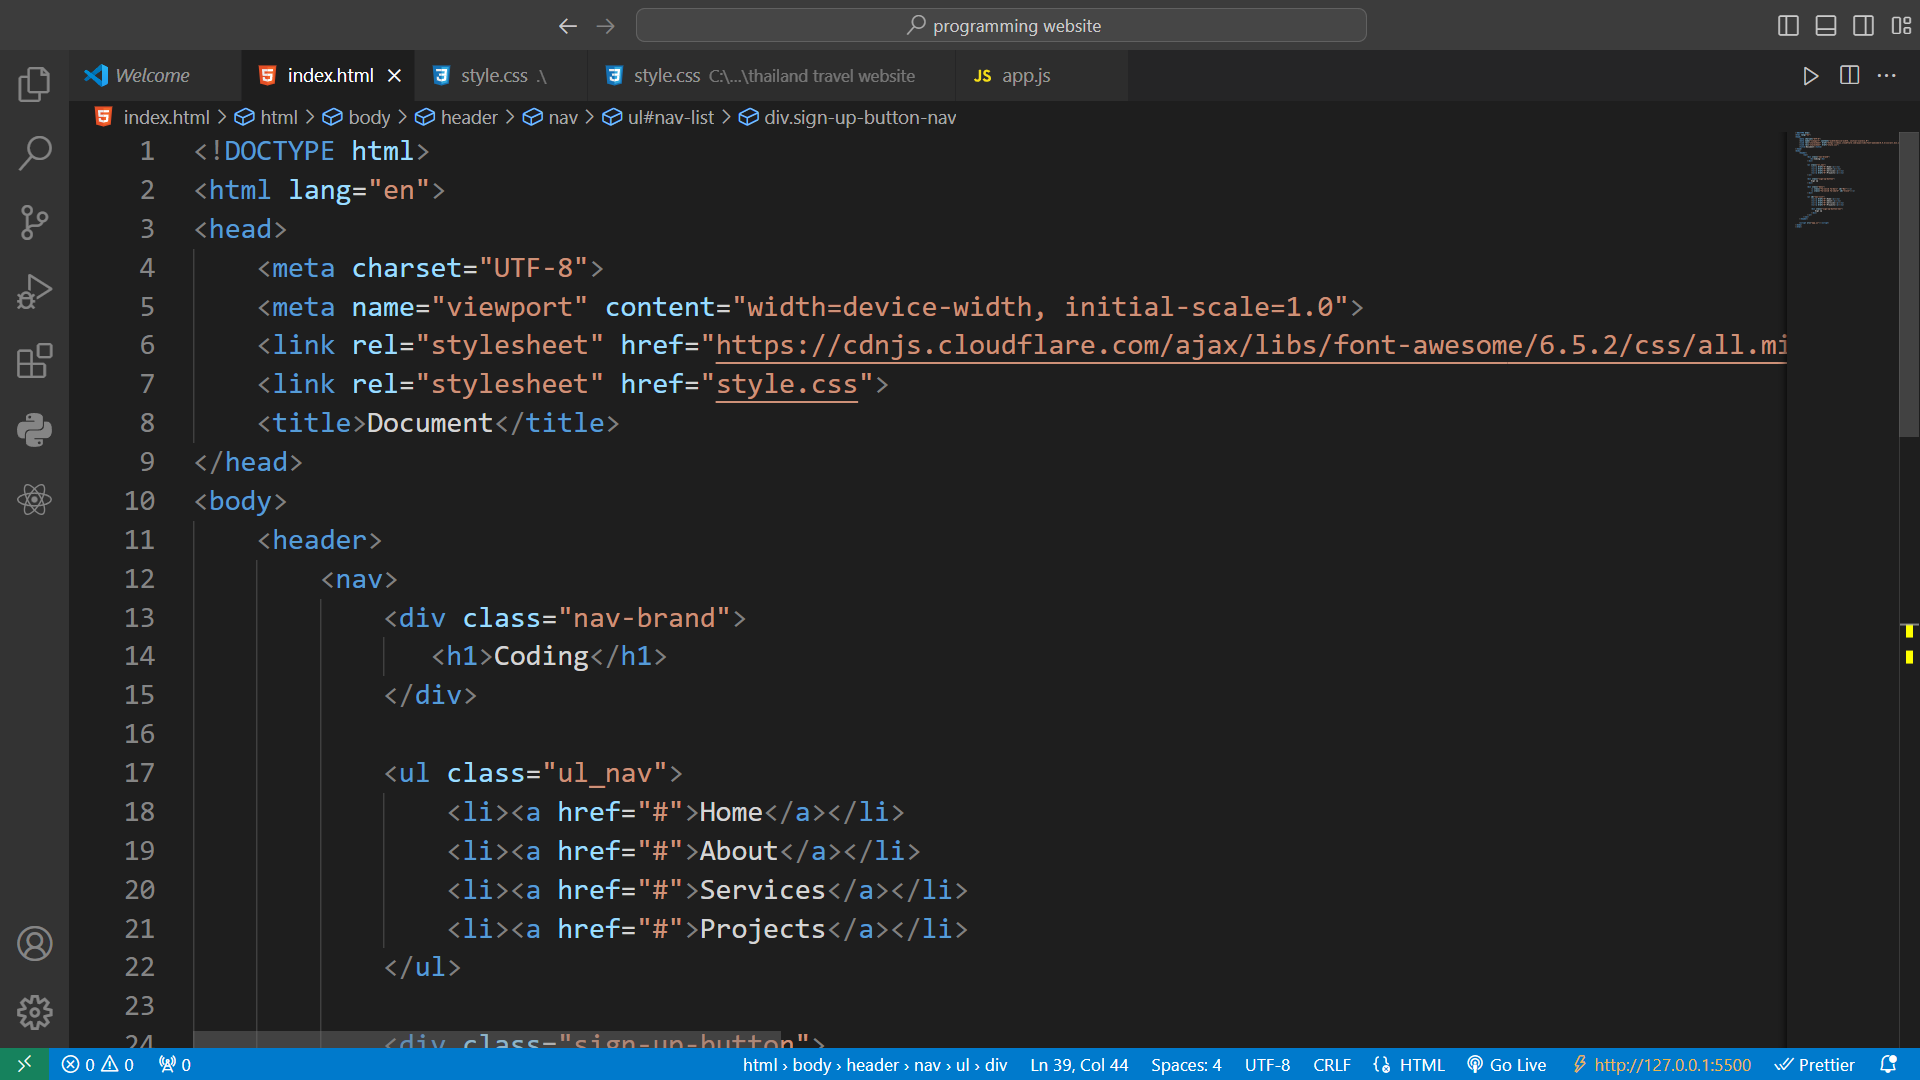 programming website
Welcome
index.html
style.css .\
style.css C:\...\thailand travel website
JS app.js
index.html > html > body > header > nav > ul#nav-list > div.sign-up-button-nav
1 <!DOCTYPE html>
2 <html lang="en">
3 <head>
4 <meta charset="UTF-8">
5 <meta name="viewport" content="width=device-width, initial-scale=1.0">
6 <link rel="stylesheet" href="https://cdnjs.cloudflare.com/ajax/libs/font-awesome/6.5.2/css/all.mi
7 <link rel="stylesheet" href="style.css">
8 <title>Document</title>
9 </head>
10 <body>
11 <header>
12 <nav>
13 <div class="nav-brand">
14 <h1>Coding</h1>
15 </div>
16
17 <ul class="ul_nav">
18 <li><a href="#">Home</a></li>
19 <li><a href="#">About</a></li>
20 <li><a href="#">Services</a></li>
21 <li><a href="#">Projects</a></li>
22 </ul>
23
24 <div class="sign-up-button">
0 0 0 html › body › header › nav › ul › div Ln 39, Col 44 Spaces: 4 UTF-8 CRLF HTML Go Live http://127.0.0.1:5500 Prettier